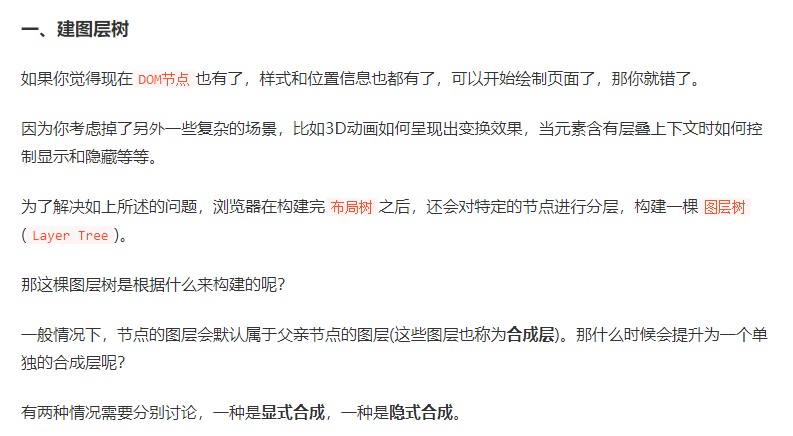 一、建图层树
如果你觉得现在 DOM节点 也有了，样式和位置信息也都有了，可以开始绘制页面了，那你就错了。
因为你考虑掉了另外一些复杂的场景，比如3D动画如何呈现出变换效果，当元素含有层叠上下文时如何控
制显示和隐藏等等。
为了解决如上所述的问题，浏览器在构建完 布局树 之后，还会对特定的节点进行分层，构建一棵 图层树
( Layer Tree )。
那这棵图层树是根据什么来构建的呢？
一般情况下，节点的图层会默认属于父亲节点的图层(这些图层也称为合成层)。那什么时候会提升为一个单
独的合成层呢？
有两种情况需要分别讨论，一种是显式合成，一种是隐式合成。